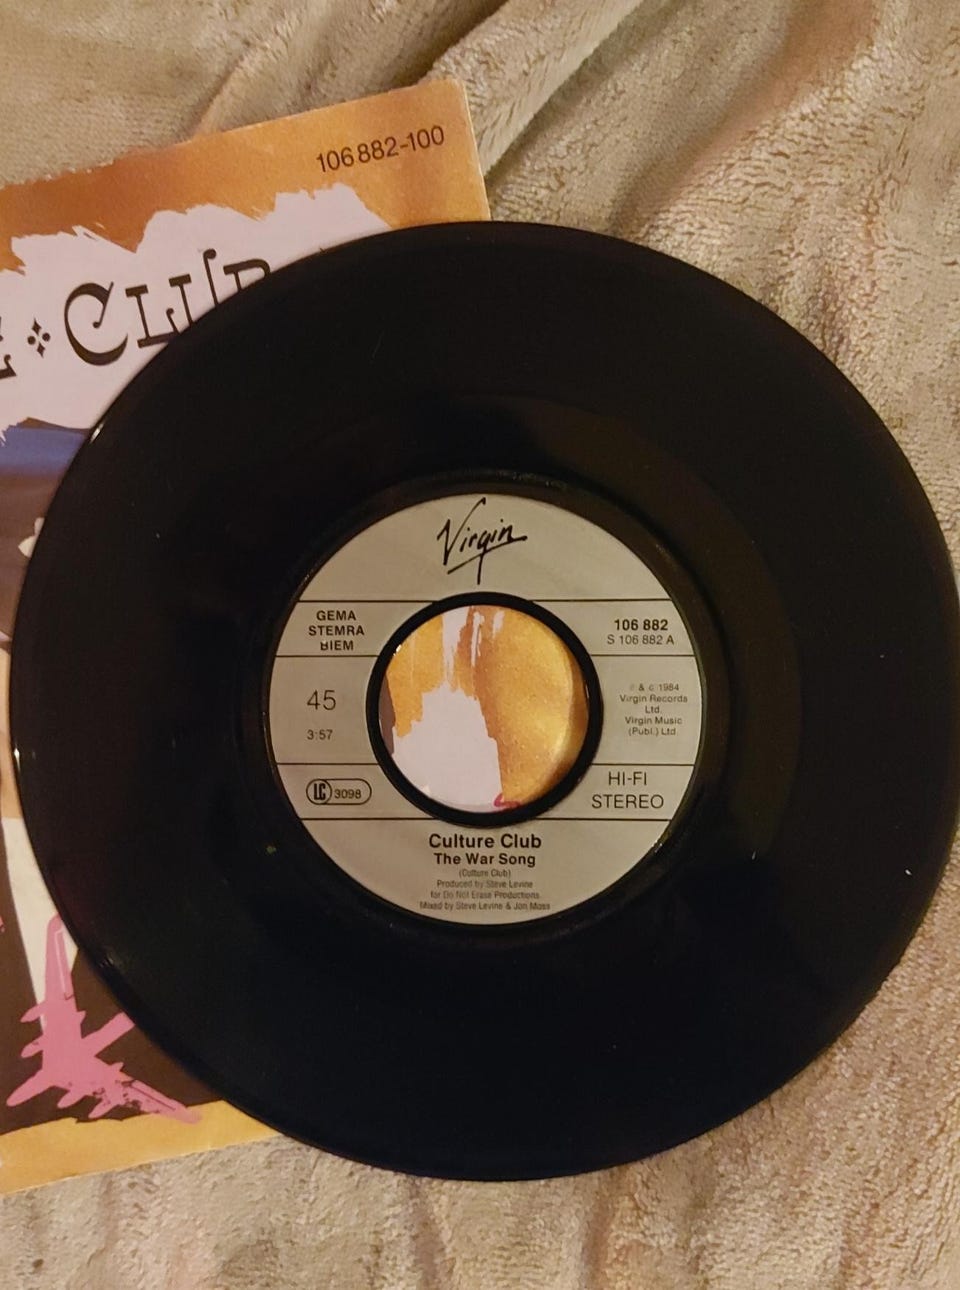 106 882-100
Club
Virgin
GEMA
STEMRA
BIEM
106 882
S 106 882 A
45
3:57
℗ & © 1984
Virgin Records
Ltd.
Virgin Music
(Publ.) Ltd.
LC 3098
HI-FI
STEREO
Culture Club
The War Song
(Culture Club)
Produced by Steve Levine
for Do Not Erase Productions.
Mixed by Steve Levine & Jon Moss